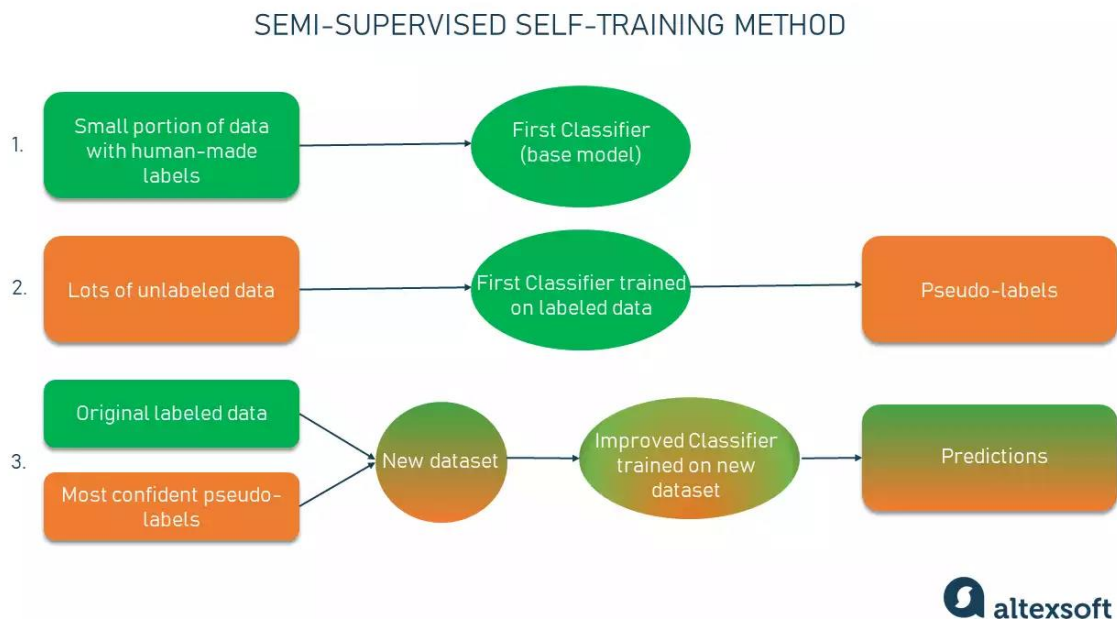 SEMI-SUPERVISED SELF-TRAINING METHOD
1.
Small portion of data
with human-made
labels
First Classifier
(base model)
2.
Lots of unlabeled data
First Classifier trained
on labeled data
Pseudo-labels
3.
Original labeled data
Most confident pseudo-
labels
New dataset
Improved Classifier
trained on new
dataset
Predictions
altexsoft